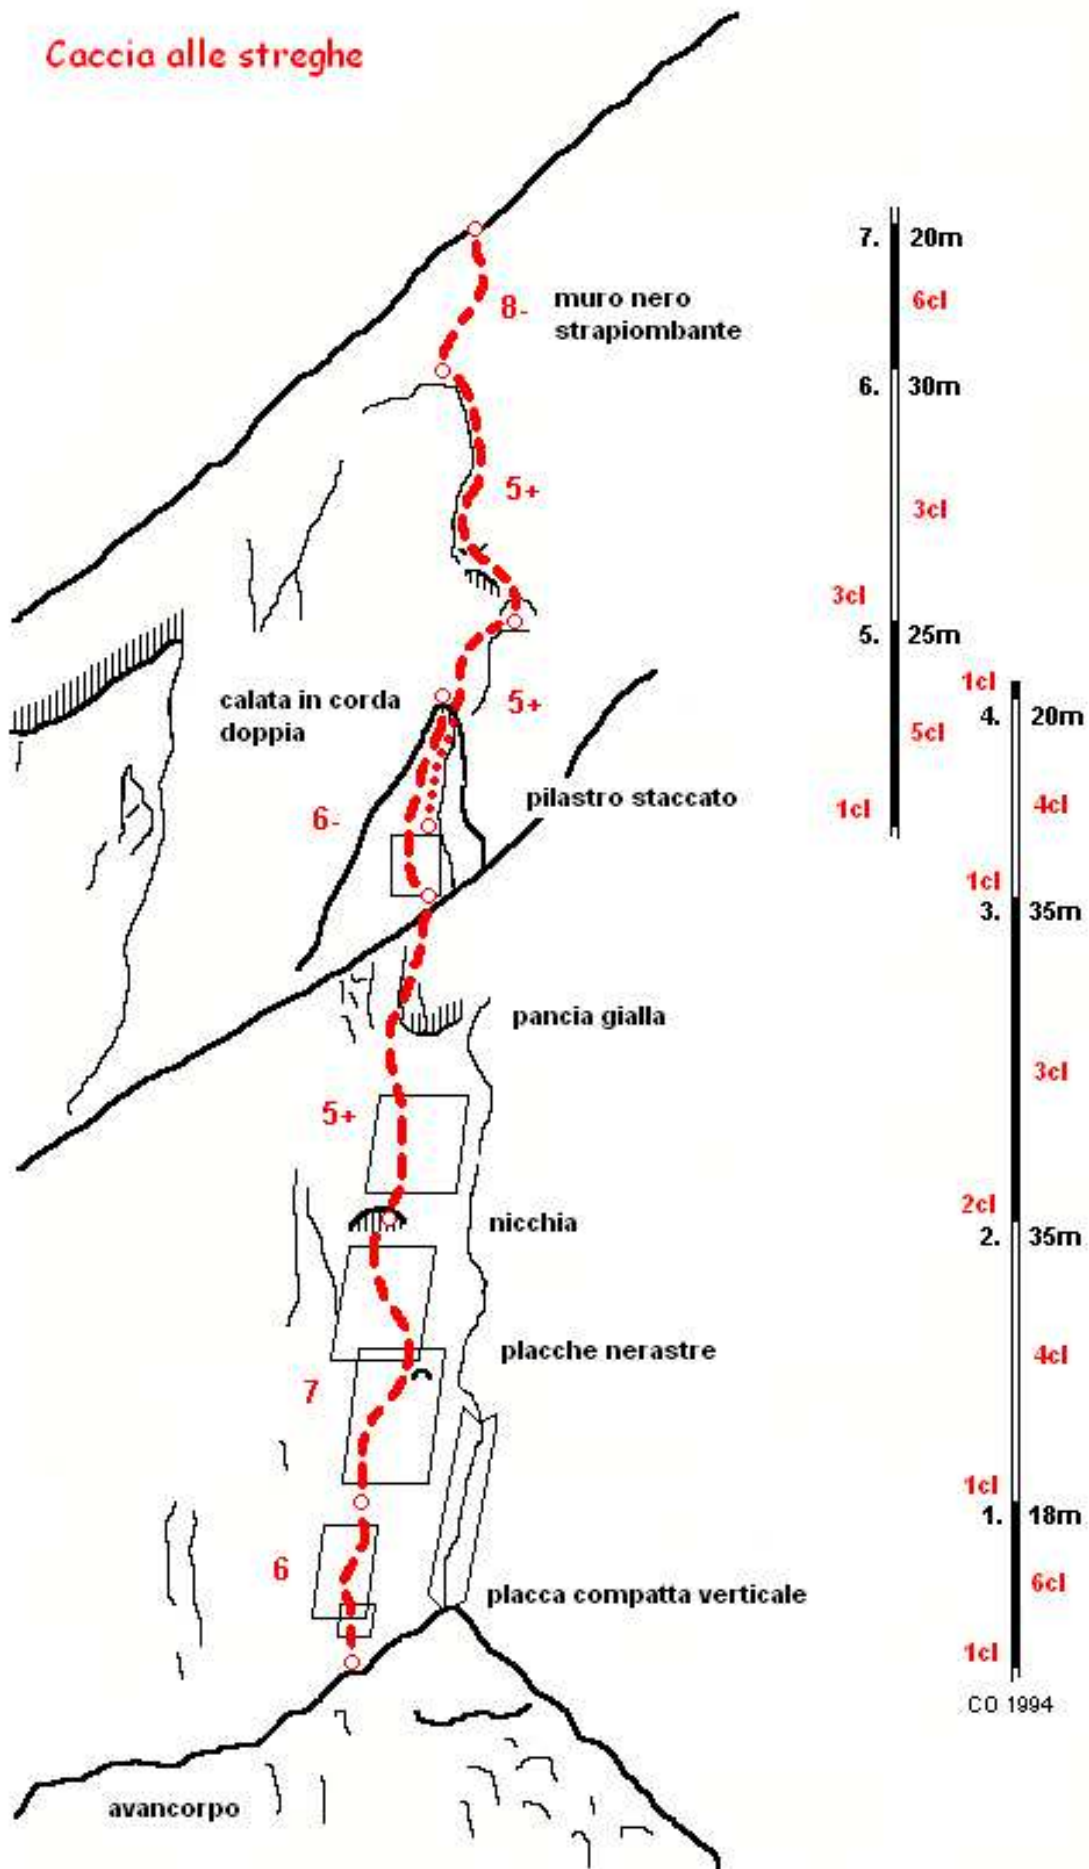 Caccia alle streghe
7. 20m
6cl
8-
muro nero
strapiombante
6. 30m
5+
3cl
3cl
5. 25m
calata in corda
doppia
5+
1cl
4. 20m
5cl
pilastro staccato
6-
1cl
4cl
1cl
3. 35m
pancia gialla
3cl
5+
2cl
nicchia
2. 35m
placche nerastre
4cl
7
1cl
1. 18m
6
placca compatta verticale
6cl
1cl
CO 1994
avancorpo